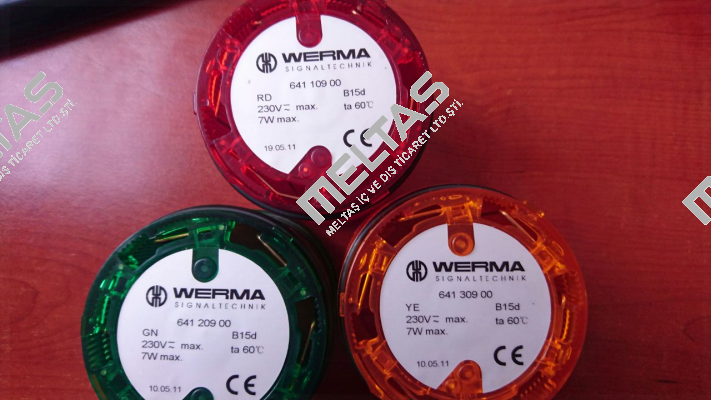 WERMA
SIGNALTECHNIK
641 109 00
RD B15d
230V⎓ max. ta 60℃
7W max.
19.05.11 CE
MELTAS
MELTAŞ İÇ VE DIŞ TİCARET LTD.ŞTİ.
WERMA
SIGNALTECHNIK
641 209 00
GN B15d
230V⎓ max. ta 60℃
7W max.
10.05.11 CE
WERMA
SIGNALTECHNIK
641 309 00
YE B15d
230V⎓ max. ta 60℃
7W max.
10.05.11 CE